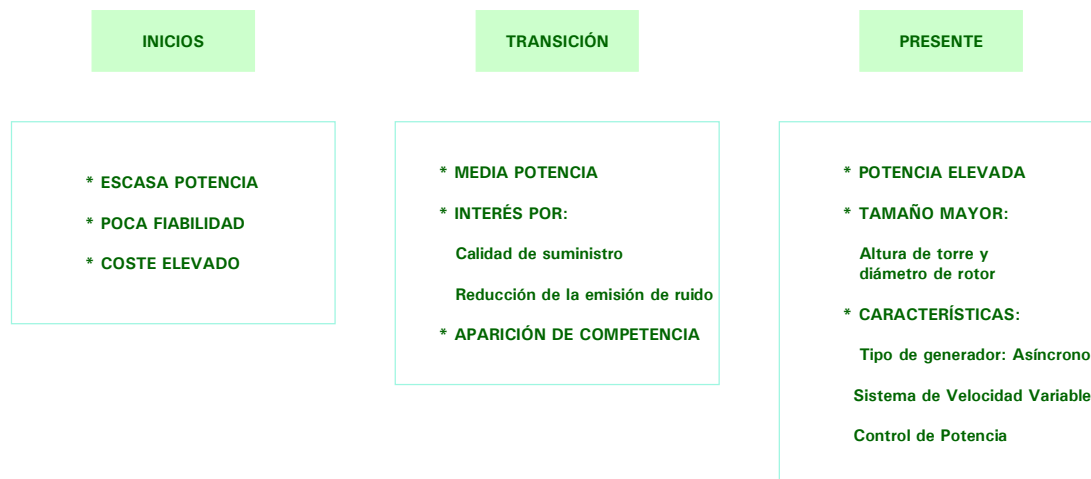 INICIOS
* ESCASA POTENCIA
* POCA FIABILIDAD
* COSTE ELEVADO
TRANSICIÓN
* MEDIA POTENCIA
* INTERÉS POR:
Calidad de suministro
Reducción de la emisión de ruido
* APARICIÓN DE COMPETENCIA
PRESENTE
* POTENCIA ELEVADA
* TAMAÑO MAYOR:
Altura de torre y
diámetro de rotor
* CARACTERÍSTICAS:
Tipo de generador: Asíncrono
Sistema de Velocidad Variable
Control de Potencia